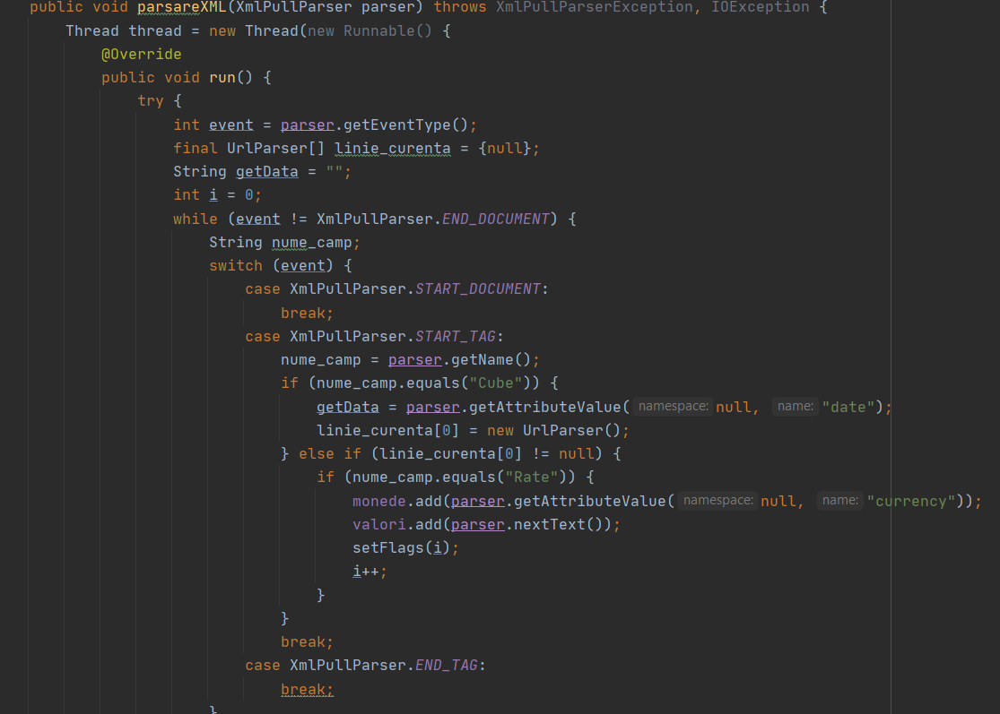 public void parsareXML(XmlPullParser parser) throws XmlPullParserException, IOException {
Thread thread = new Thread(new Runnable() {
@Override
public void run() {
try {
int event = parser.getEventType();
final UrlParser[] linie_curenta = {null};
String getData = "";
int i = 0;
while (event != XmlPullParser.END_DOCUMENT) {
String nume_camp;
switch (event) {
case XmlPullParser.START_DOCUMENT:
break;
case XmlPullParser.START_TAG:
nume_camp = parser.getName();
if (nume_camp.equals("Cube")) {
getData = parser.getAttributeValue( namespace: null, name: "date");
linie_curenta[0] = new UrlParser();
} else if (linie_curenta[0] != null) {
if (nume_camp.equals("Rate")) {
monede.add(parser.getAttributeValue( namespace: null, name: "currency"));
valori.add(parser.nextText());
setFlags(i);
i++;
}
}
break;
case XmlPullParser.END_TAG:
break;
}